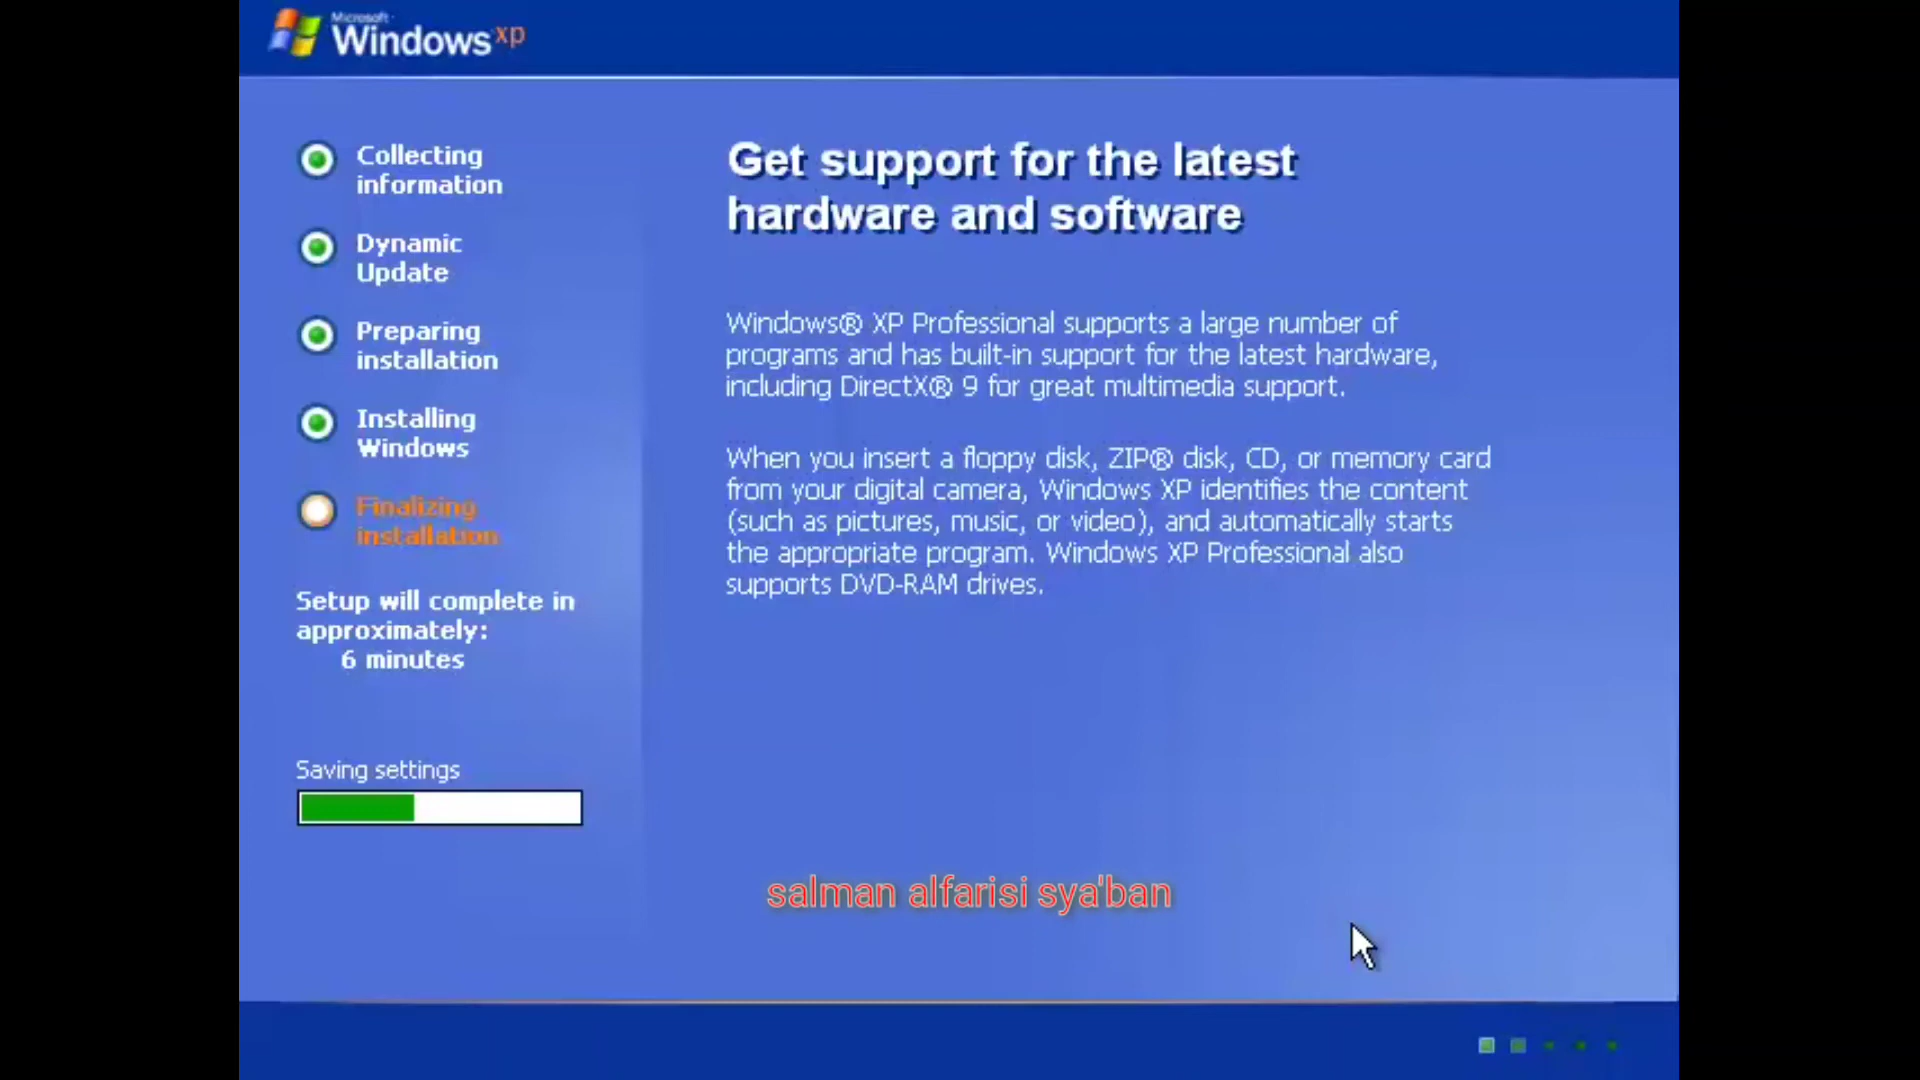 Microsoft
Windows xp
Collecting
information
Dynamic
Update
Preparing
installation
Installing
Windows
Finalizing
installation
Setup will complete in
approximately:
6 minutes
Saving settings
Get support for the latest
hardware and software
Windows® XP Professional supports a large number of
programs and has built-in support for the latest hardware,
including DirectX® 9 for great multimedia support.
When you insert a floppy disk, ZIP® disk, CD, or memory card
from your digital camera, Windows XP identifies the content
(such as pictures, music, or video), and automatically starts
the appropriate program. Windows XP Professional also
supports DVD-RAM drives.
salman alfarisi sya'ban